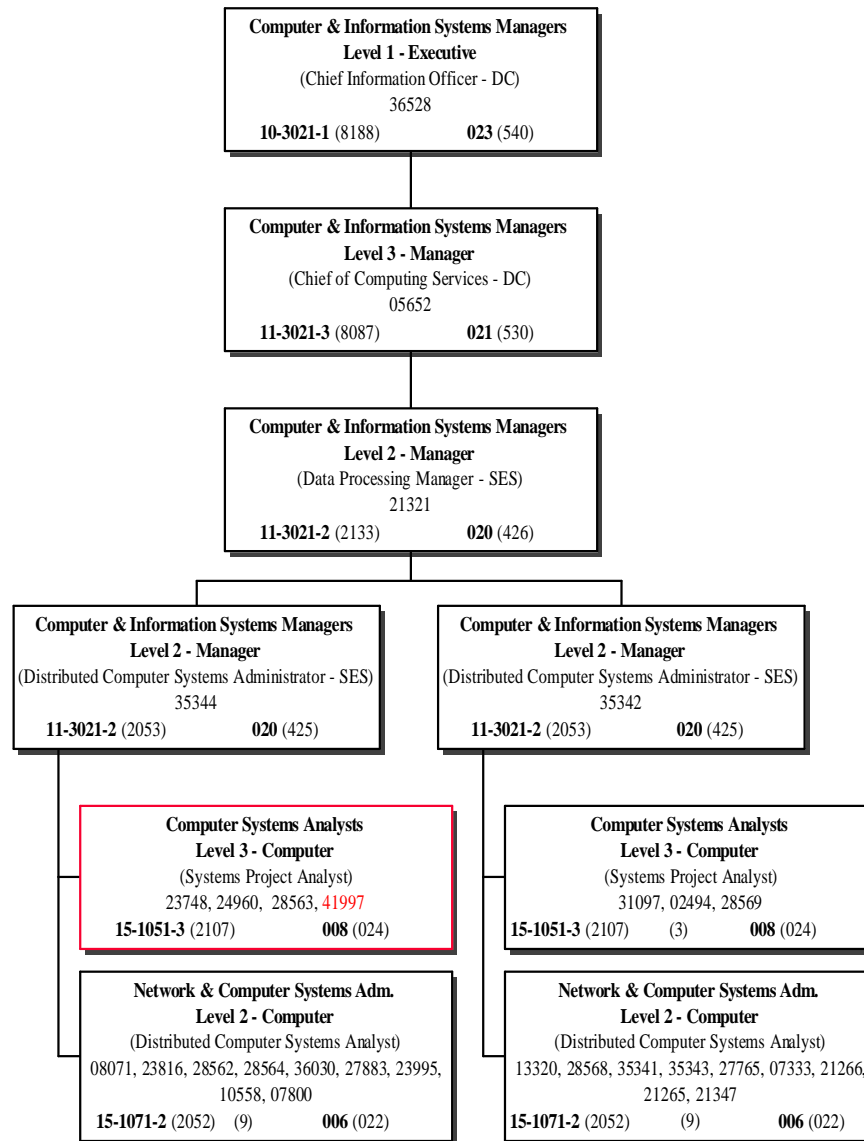 Computer & Information Systems Managers
Level 1 - Executive
(Chief Information Officer - DC)
36528
10-3021-1 (8188) 023 (540)
Computer & Information Systems Managers
Level 3 - Manager
(Chief of Computing Services - DC)
05652
11-3021-3 (8087) 021 (530)
Computer & Information Systems Managers
Level 2 - Manager
(Data Processing Manager - SES)
21321
11-3021-2 (2133) 020 (426)
Computer & Information Systems Managers
Level 2 - Manager
(Distributed Computer Systems Administrator - SES)
35344
11-3021-2 (2053) 020 (425)
Computer & Information Systems Managers
Level 2 - Manager
(Distributed Computer Systems Administrator - SES)
35342
11-3021-2 (2053) 020 (425)
Computer Systems Analysts
Level 3 - Computer
(Systems Project Analyst)
23748, 24960, 28563, 41997
15-1051-3 (2107) 008 (024)
Computer Systems Analysts
Level 3 - Computer
(Systems Project Analyst)
31097, 02494, 28569
15-1051-3 (2107) (3) 008 (024)
Network & Computer Systems Adm.
Level 2 - Computer
(Distributed Computer Systems Analyst)
08071, 23816, 28562, 28564, 36030, 27883, 23995,
10558, 07800
15-1071-2 (2052) (9) 006 (022)
Network & Computer Systems Adm.
Level 2 - Computer
(Distributed Computer Systems Analyst)
13320, 28568, 35341, 35343, 27765, 07333, 21266,
21265, 21347
15-1071-2 (2052) (9) 006 (022)